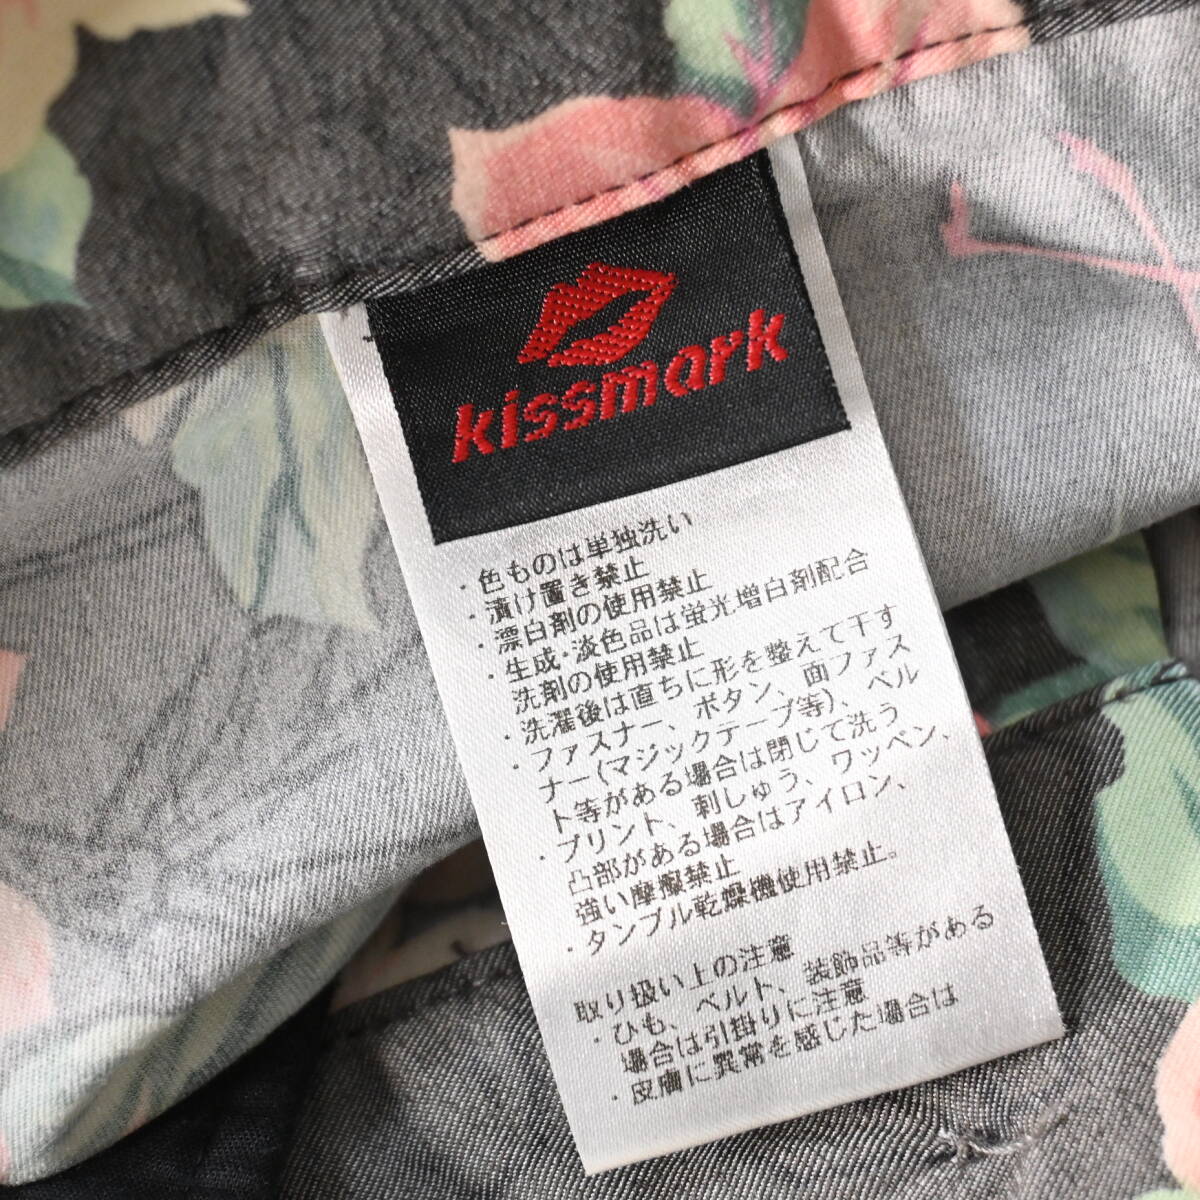 kissmark
・色ものは単独洗い
・漬け置き禁止
・漂白剤の使用禁止
・生成・淡色品は蛍光増白剤配合
洗剤の使用禁止
・洗濯後は直ちに形を整えて干す
・ファスナー、ボタン、面ファス
ナー(マジックテープ等)、ベル
ト等がある場合は閉じて洗う
・プリント、刺しゅう、ワッペン、
凸部がある場合はアイロン、
強い摩擦禁止
・タンブル乾燥機使用禁止。
取り扱い上の注意
・ひも、ベルト、装飾品等がある
場合は引掛りに注意
・皮膚に異常を感じた場合は